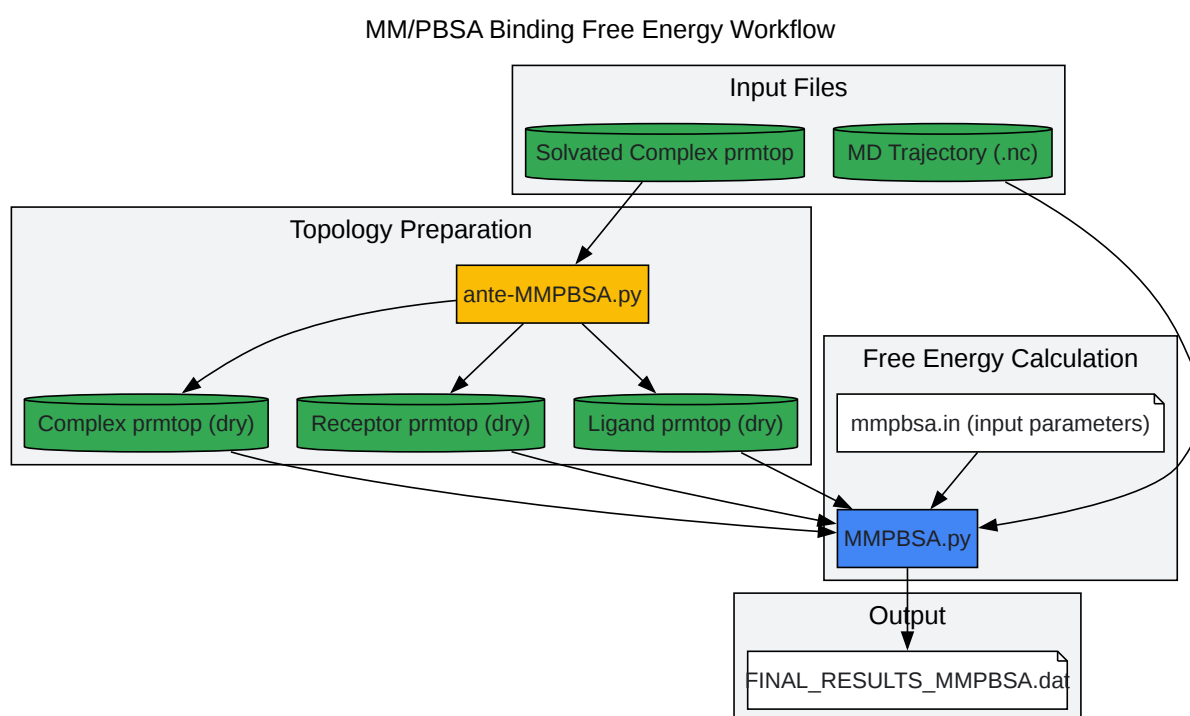 MM/PBSA Binding Free Energy Workflow
Input Files
Solvated Complex prmtop
MD Trajectory (.nc)
Topology Preparation
ante-MMPBSA.py
Complex prmtop (dry)
Receptor prmtop (dry)
Ligand prmtop (dry)
Free Energy Calculation
mmpbsa.in (input parameters)
MMPBSA.py
Output
FINAL_RESULTS_MMPBSA.dat